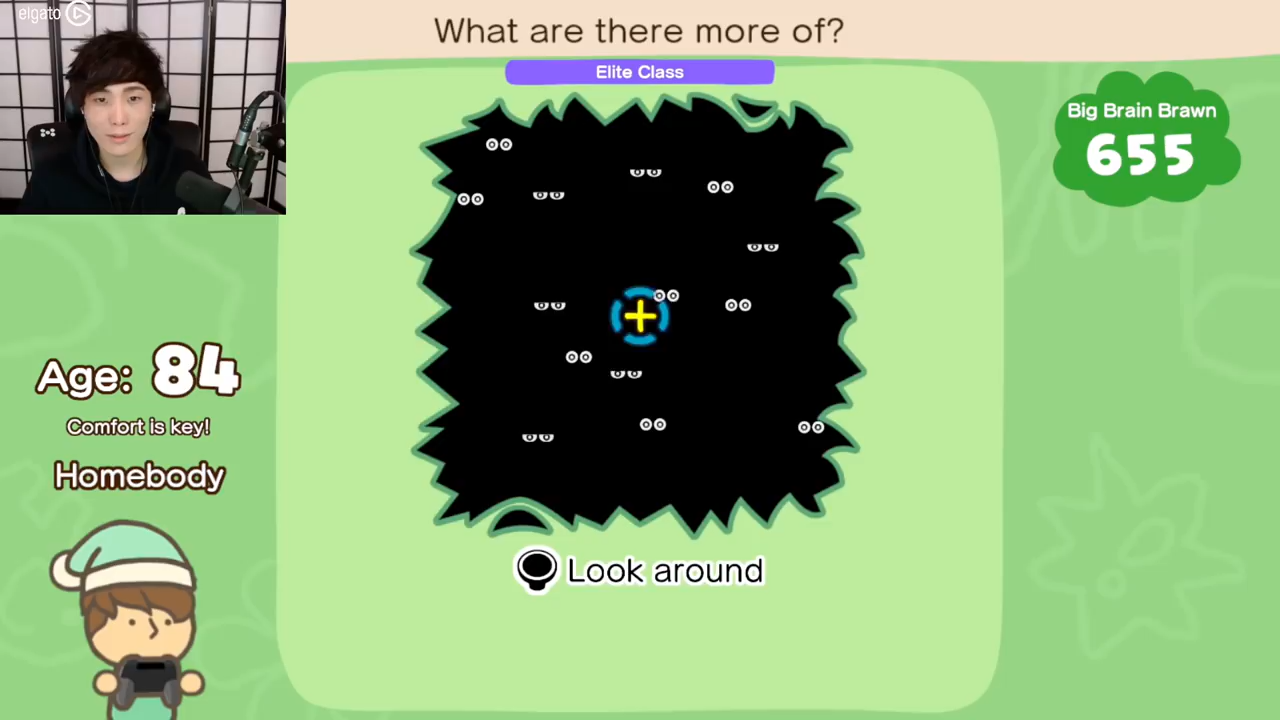 elgato
What are there more of?
Elite Class
Big Brain Brawn
655
Age: 84
Comfort is key!
Homebody
Look around